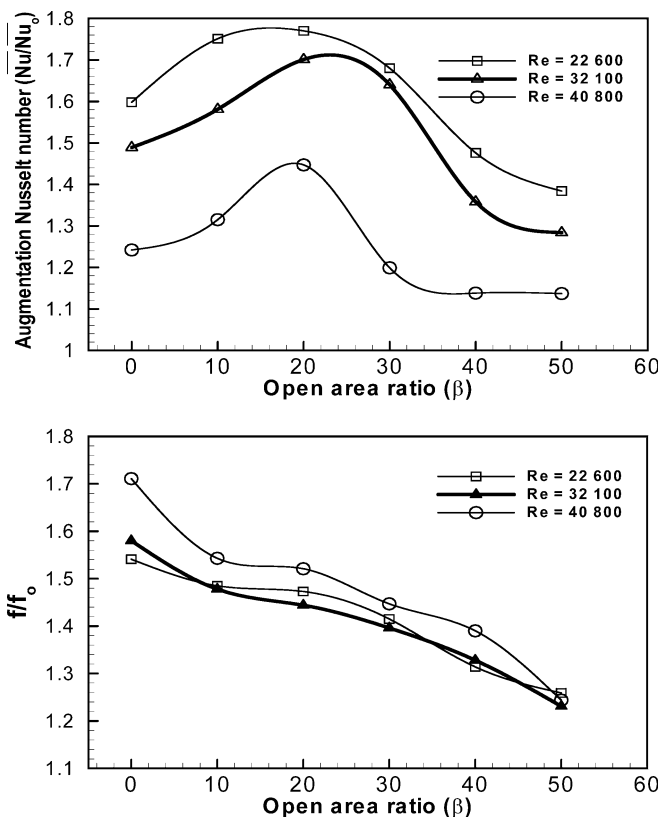 Augmentation Nusselt number (Nu/Nuo)
1.8
1.7
1.6
1.5
1.4
1.3
1.2
1.1
1
Re = 22 600
Re = 32 100
Re = 40 800
0 10 20 30 40 50 60
Open area ratio (β)
f/fo
1.8
1.7
1.6
1.5
1.4
1.3
1.2
1.1
Re = 22 600
Re = 32 100
Re = 40 800
0 10 20 30 40 50 60
Open area ratio (β)